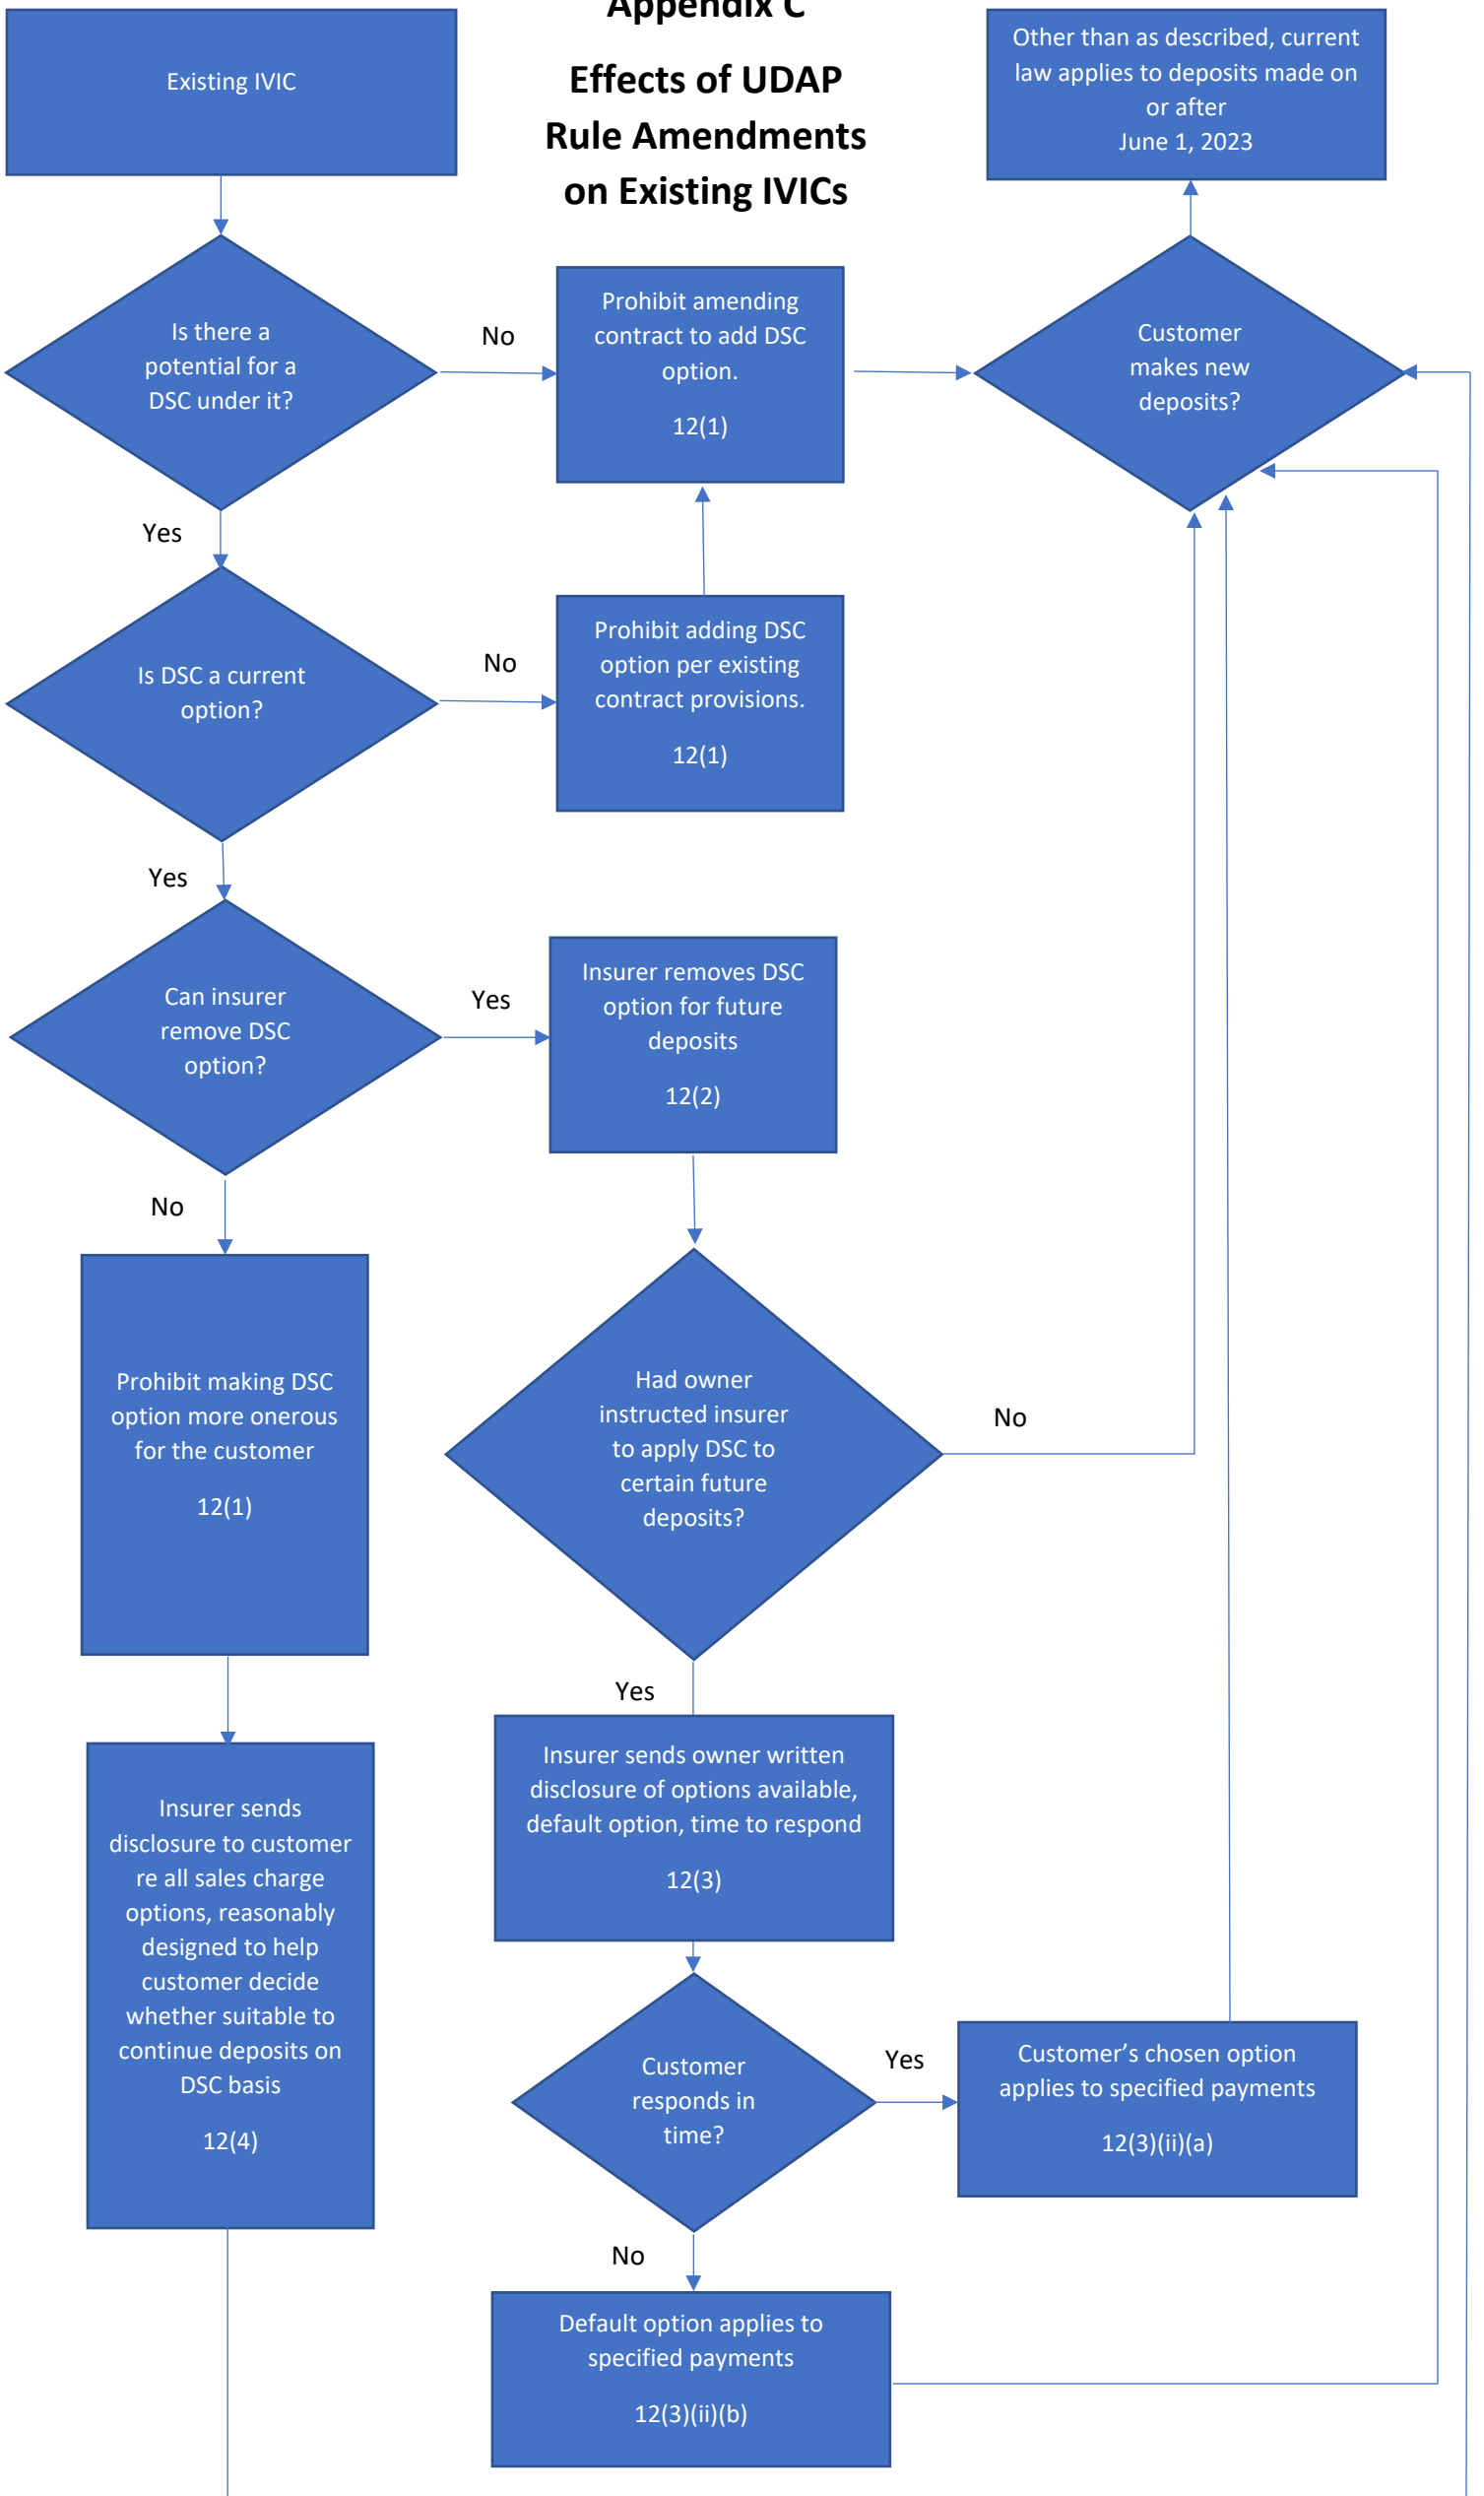 Appendix C
Effects of UDAP
Rule Amendments
on Existing IVICs
Existing IVIC
Other than as described, current
law applies to deposits made on
or after
June 1, 2023
Is there a
potential for a
DSC under it?
No
Prohibit amending
contract to add DSC
option.
12(1)
Customer
makes new
deposits?
Yes
Is DSC a current
option?
No
Prohibit adding DSC
option per existing
contract provisions.
12(1)
Yes
Can insurer
remove DSC
option?
Yes
Insurer removes DSC
option for future
deposits
12(2)
No
Prohibit making DSC
option more onerous
for the customer
12(1)
Had owner
instructed insurer
to apply DSC to
certain future
deposits?
No
Yes
Insurer sends
disclosure to customer
re all sales charge
options, reasonably
designed to help
customer decide
whether suitable to
continue deposits on
DSC basis
12(4)
Insurer sends owner written
disclosure of options available,
default option, time to respond
12(3)
Customer
responds in
time?
Yes
Customer’s chosen option
applies to specified payments
12(3)(ii)(a)
No
Default option applies to
specified payments
12(3)(ii)(b)